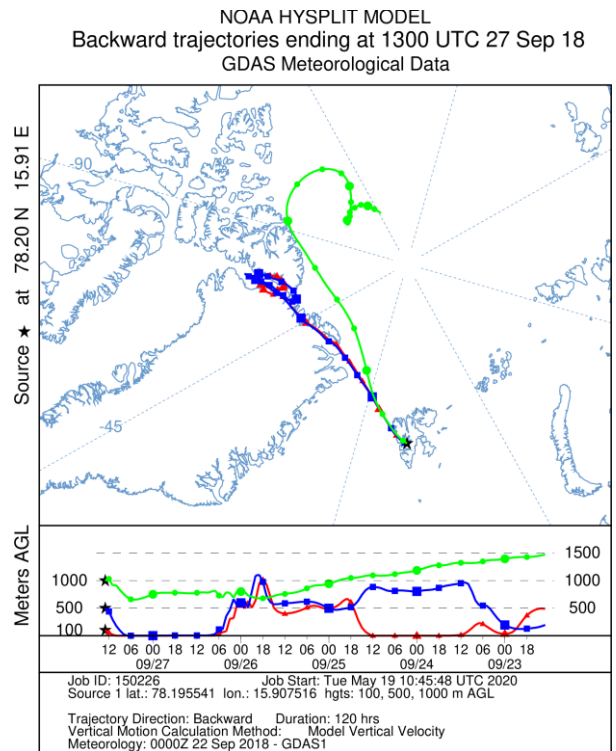 NOAA HYSPLIT MODEL
Backward trajectories ending at 1300 UTC 27 Sep 18
GDAS Meteorological Data
Source ★ at 78.20 N 15.91 E
-90
-45
Meters AGL
1500
1000 1000
500 500
100
12 06 00 18 12 06 00 18 12 06 00 18 12 06 00 18 12 06 00 18
09/27 09/26 09/25 09/24 09/23
Job ID: 150226 Job Start: Tue May 19 10:45:48 UTC 2020
Source 1 lat.: 78.195541 lon.: 15.907516 hgts: 100, 500, 1000 m AGL
Trajectory Direction: Backward Duration: 120 hrs
Vertical Motion Calculation Method: Model Vertical Velocity
Meteorology: 0000Z 22 Sep 2018 - GDAS1